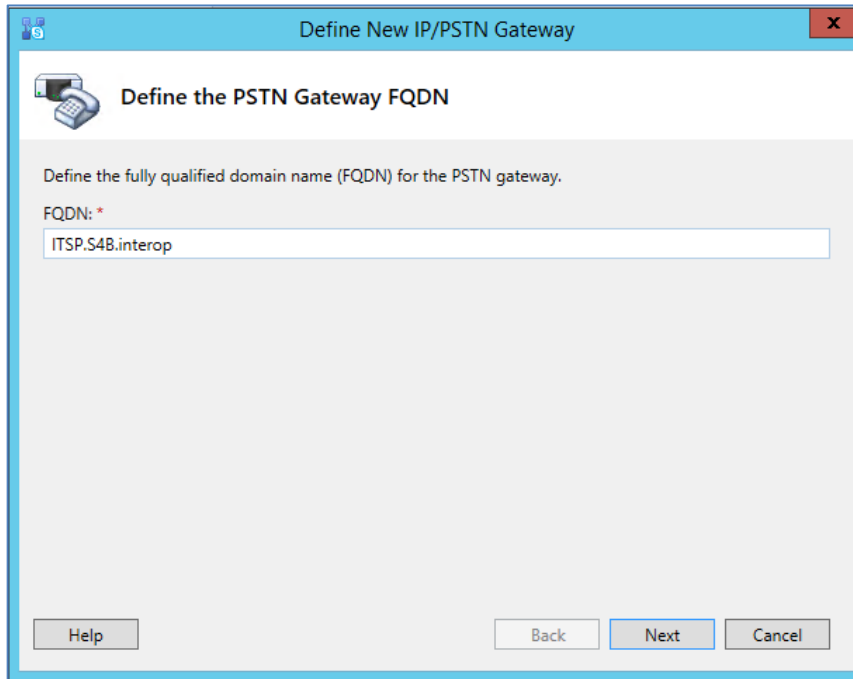 Define New IP/PSTN Gateway
x
Define the PSTN Gateway FQDN
Define the fully qualified domain name (FQDN) for the PSTN gateway.
FQDN: *
ITSP.S4B.interop
Help
Back
Next
Cancel